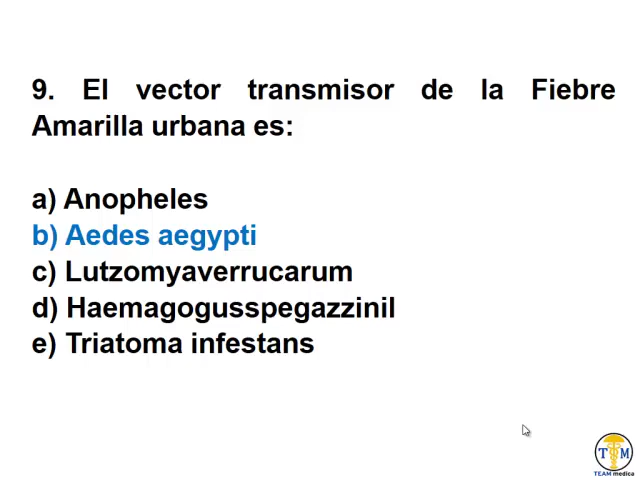 9. El vector transmisor de la Fiebre
Amarilla urbana es:
a) Anopheles
b) Aedes aegypti
c) Lutzomyaverrucarum
d) Haemagogusspegazzinil
e) Triatoma infestans
T M
TEAM medica